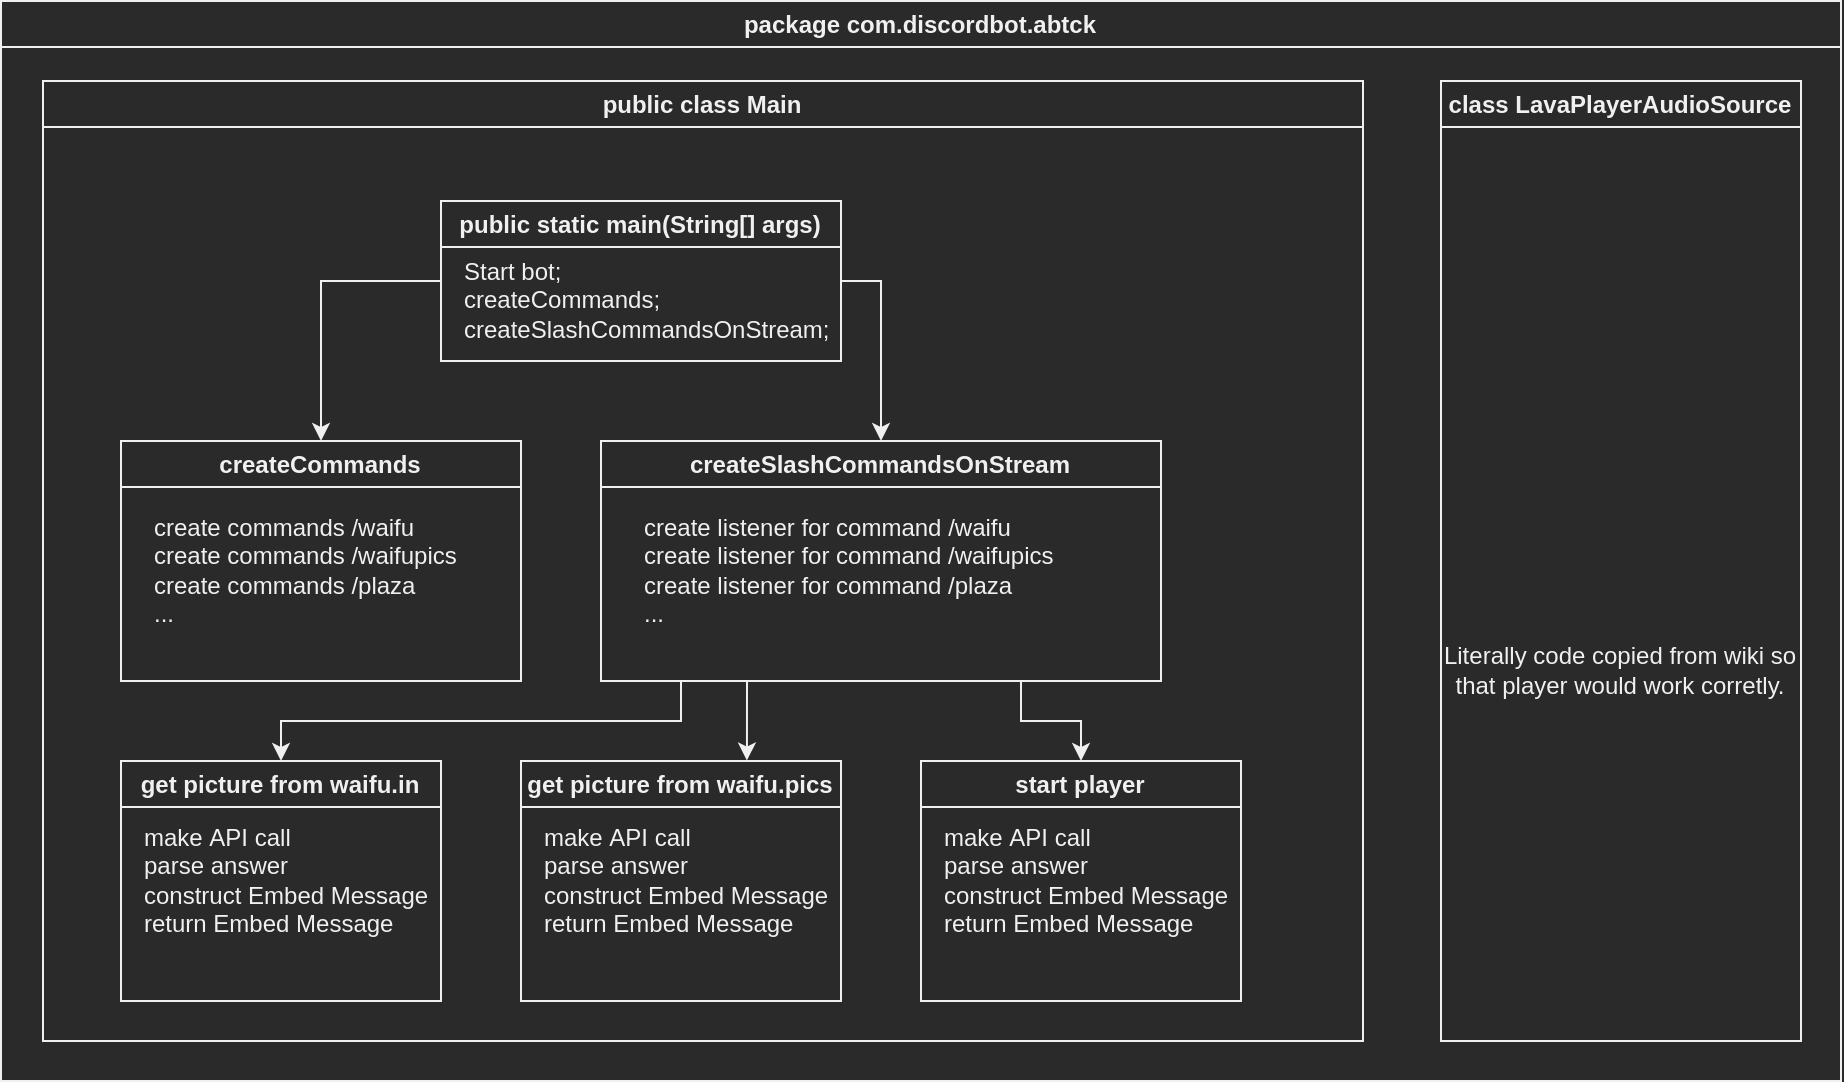 package com.discordbot.abtck
public class Main
class LavaPlayerAudioSource
public static main(String[] args)
Start bot;
createCommands;
createSlashCommandsOnStream;
createCommands
create commands /waifu
create commands /waifupics
create commands /plaza
...
createSlashCommandsOnStream
create listener for command /waifu
create listener for command /waifupics
create listener for command /plaza
...
Literally code copied from wiki so
that player would work corretly.
get picture from waifu.in
make API call
parse answer
construct Embed Message
return Embed Message
get picture from waifu.pics
make API call
parse answer
construct Embed Message
return Embed Message
start player
make API call
parse answer
construct Embed Message
return Embed Message